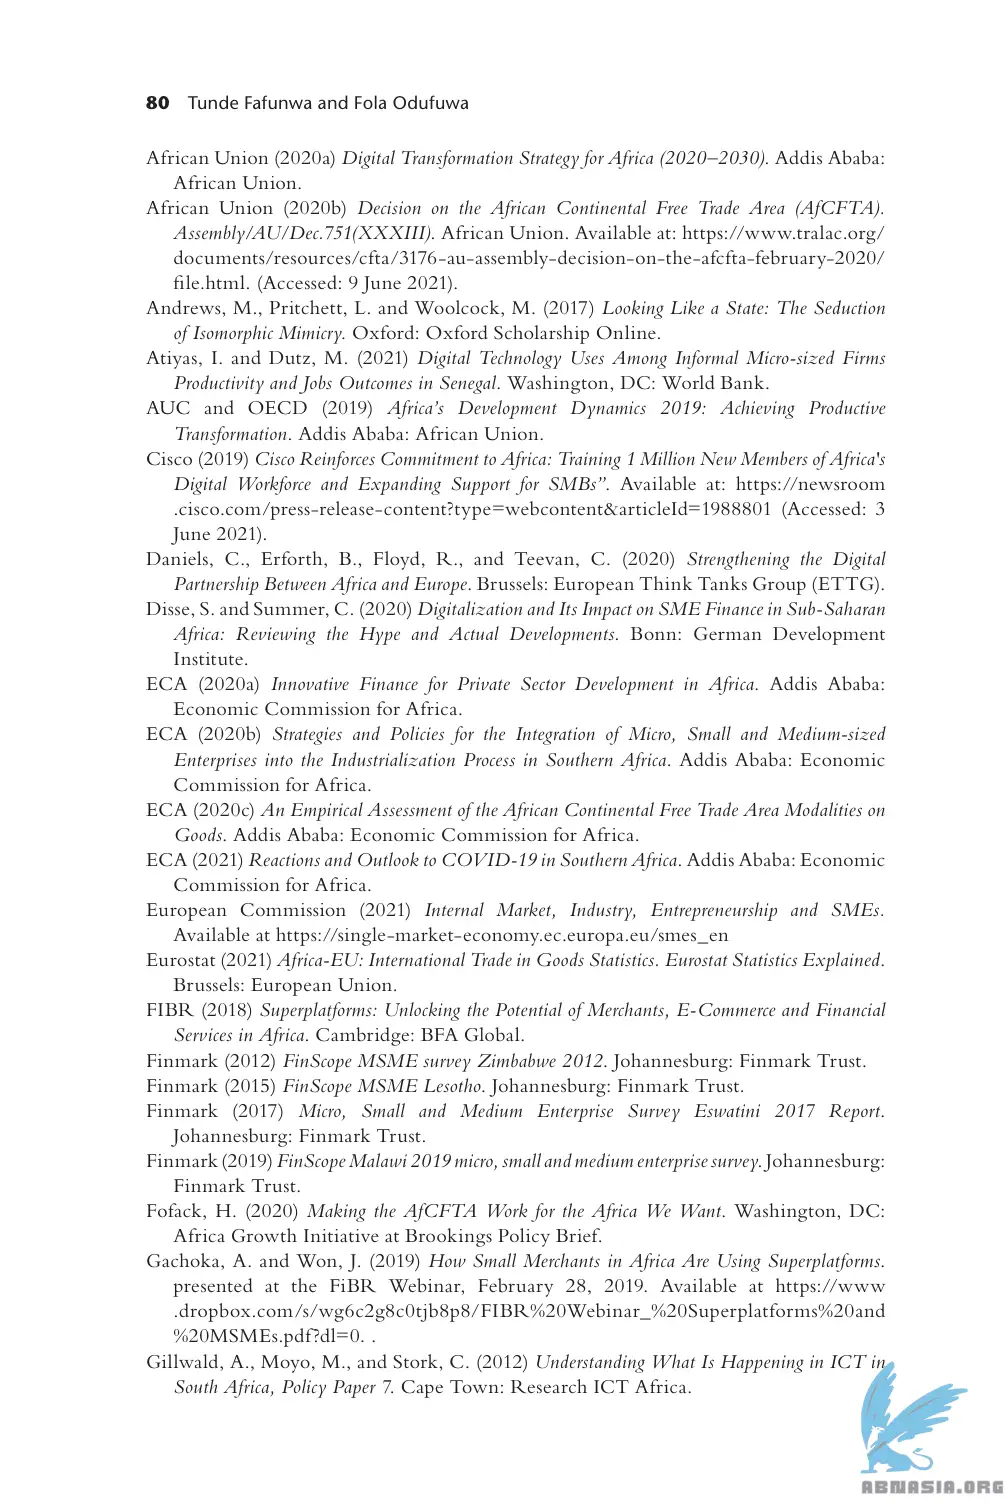 80 Tunde Fafunwa and Fola Odufuwa
African Union (2020a) Digital Transformation Strategy for Africa (2020–2030). Addis Ababa:
African Union.
African Union (2020b) Decision on the African Continental Free Trade Area (AfCFTA).
Assembly/AU/Dec.751(XXXIII). African Union. Available at: https://www.tralac.org/
documents/resources/cfta/3176-au-assembly-decision-on-the-afcfta-february-2020/
file.html. (Accessed: 9 June 2021).
Andrews, M., Pritchett, L. and Woolcock, M. (2017) Looking Like a State: The Seduction
of Isomorphic Mimicry. Oxford: Oxford Scholarship Online.
Atiyas, I. and Dutz, M. (2021) Digital Technology Uses Among Informal Micro-sized Firms
Productivity and Jobs Outcomes in Senegal. Washington, DC: World Bank.
AUC and OECD (2019) Africa's Development Dynamics 2019: Achieving Productive
Transformation. Addis Ababa: African Union.
Cisco (2019) Cisco Reinforces Commitment to Africa: Training 1 Million New Members of Africa's
Digital Workforce and Expanding Support for SMBs”. Available at: https://newsroom
.cisco.com/press-release-content?type=webcontent&articleId=1988801 (Accessed: 3
June 2021).
Daniels, C., Erforth, B., Floyd, R., and Teevan, C. (2020) Strengthening the Digital
Partnership Between Africa and Europe. Brussels: European Think Tanks Group (ETTG).
Disse, S. and Summer, C. (2020) Digitalization and Its Impact on SME Finance in Sub-Saharan
Africa: Reviewing the Hype and Actual Developments. Bonn: German Development
Institute.
ECA (2020a) Innovative Finance for Private Sector Development in Africa. Addis Ababa:
Economic Commission for Africa.
ECA (2020b) Strategies and Policies for the Integration of Micro, Small and Medium-sized
Enterprises into the Industrialization Process in Southern Africa. Addis Ababa: Economic
Commission for Africa.
ECA (2020c) An Empirical Assessment of the African Continental Free Trade Area Modalities on
Goods. Addis Ababa: Economic Commission for Africa.
ECA (2021) Reactions and Outlook to COVID-19 in Southern Africa. Addis Ababa: Economic
Commission for Africa.
European Commission (2021) Internal Market, Industry, Entrepreneurship and SMEs.
Available at https://single-market-economy.ec.europa.eu/smes_en
Eurostat (2021) Africa-EU: International Trade in Goods Statistics. Eurostat Statistics Explained.
Brussels: European Union.
FIBR (2018) Superplatforms: Unlocking the Potential of Merchants, E-Commerce and Financial
Services in Africa. Cambridge: BFA Global.
Finmark (2012) FinScope MSME survey Zimbabwe 2012. Johannesburg: Finmark Trust.
Finmark (2015) FinScope MSME Lesotho. Johannesburg: Finmark Trust.
Finmark (2017) Micro, Small and Medium Enterprise Survey Eswatini 2017 Report.
Johannesburg: Finmark Trust.
Finmark (2019) FinScope Malawi 2019 micro, small and medium enterprise survey. Johannesburg:
Finmark Trust.
Fofack, H. (2020) Making the AfCFTA Work for the Africa We Want. Washington, DC:
Africa Growth Initiative at Brookings Policy Brief.
Gachoka, A. and Won, J. (2019) How Small Merchants in Africa Are Using Superplatforms.
presented at the FiBR Webinar, February 28, 2019. Available at https://www
.dropbox.com/s/wg6c2g8c0tjb8p8/FIBR%20Webinar_%20Superplatforms%20and
%20MSMEs.pdf?dl=0. .
Gillwald, A., Moyo, M., and Stork, C. (2012) Understanding What Is Happening in ICT in
South Africa, Policy Paper 7. Cape Town: Research ICT Africa.
ABNASIA.ORG